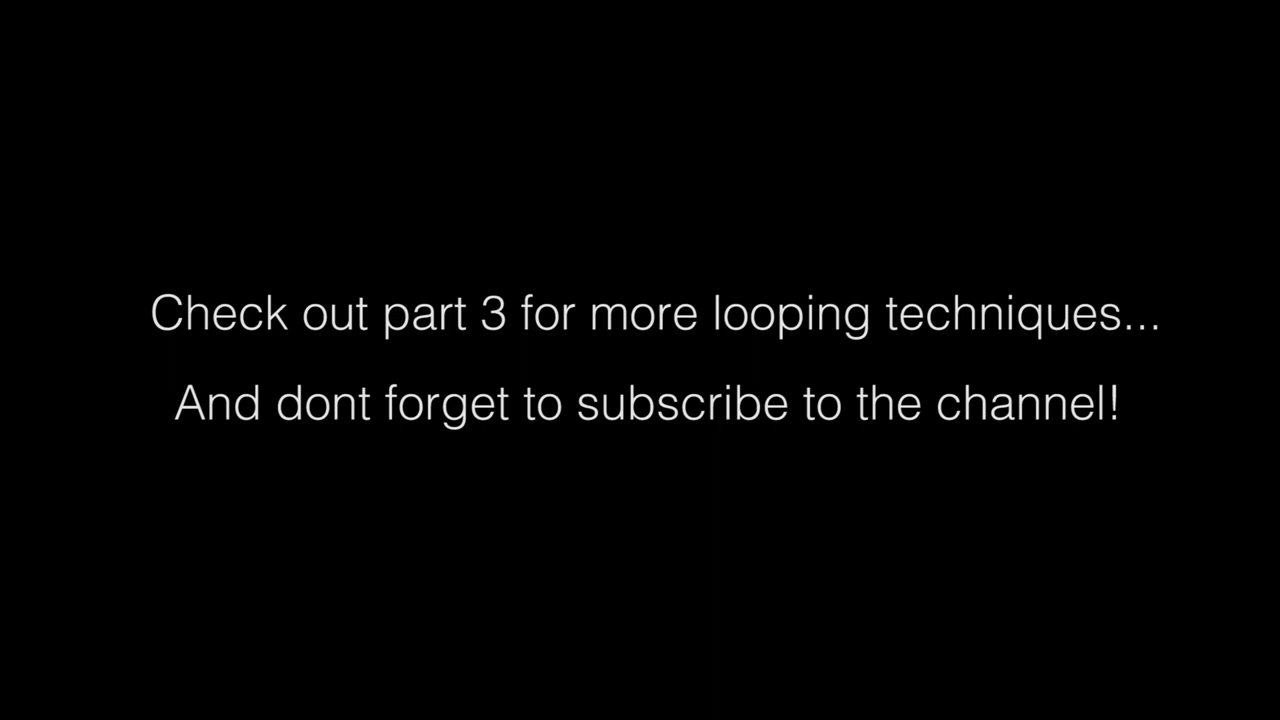 Check out part 3 for more looping techniques...
And dont forget to subscribe to the channel!